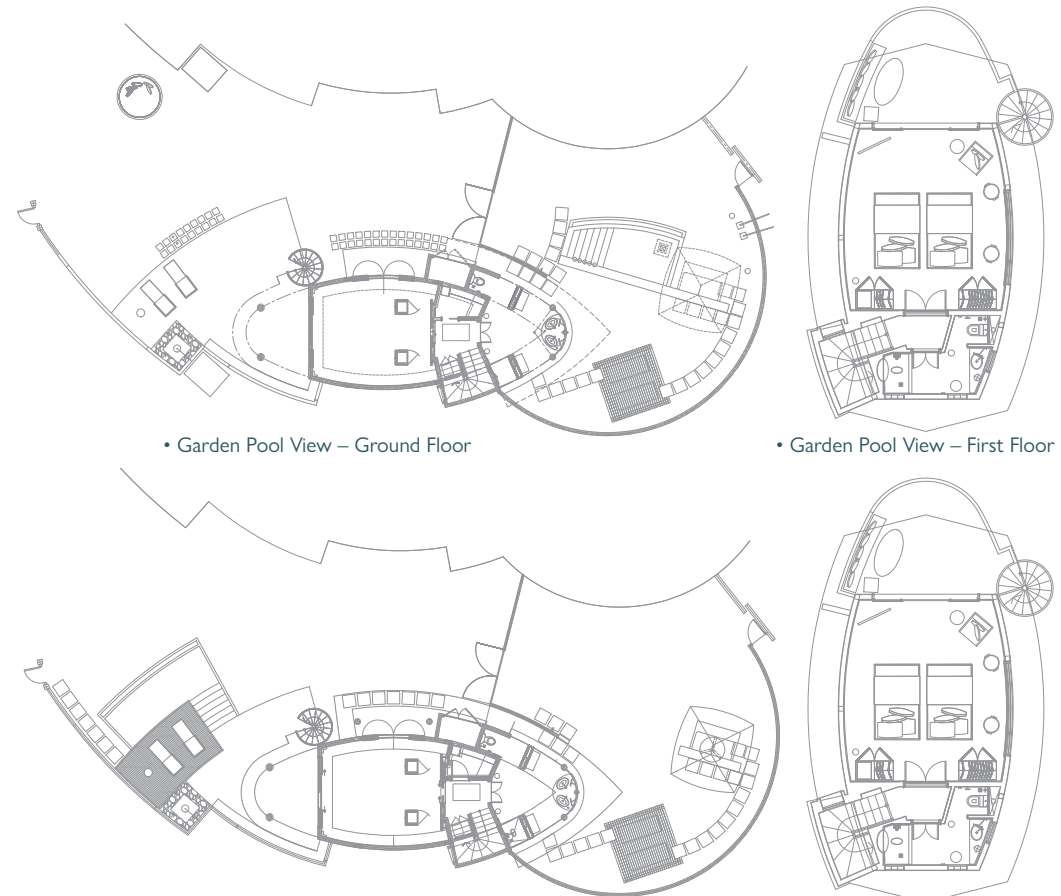 • Garden Pool View – Ground Floor
• Garden Pool View – First Floor